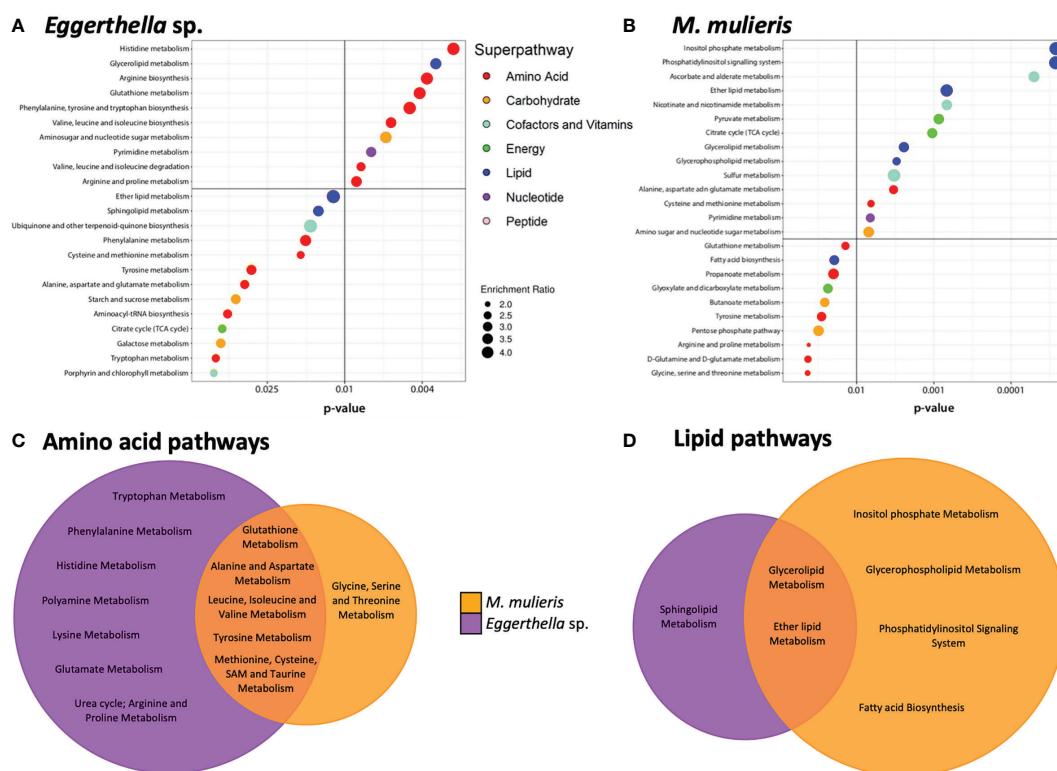 A Eggerthella sp.
Histidine metabolism
Glycerolipid metabolism
Arginine biosynthesis
Glutathione metabolism
Phenylalanine, tyrosine and tryptophan biosynthesis
Valine, leucine and isoleucine biosynthesis
Aminosugar and nucleotide sugar metabolism
Pyrimidine metabolism
Valine, leucine and isoleucine degradation
Arginine and proline metabolism
Ether lipid metabolism
Sphingolipid metabolism
Ubiquinone and other terpenoid-quinone biosynthesis
Phenylalanine metabolism
Cysteine and methionine metabolism
Tyrosine metabolism
Alanine, aspartate and glutamate metabolism
Starch and sucrose metabolism
Aminoacyl-tRNA biosynthesis
Citrate cycle (TCA cycle)
Galactose metabolism
Tryptophan metabolism
Porphyrin and chlorophyll metabolism
0.025 0.01 0.004
p-value
Superpathway
Amino Acid
Carbohydrate
Cofactors and Vitamins
Energy
Lipid
Nucleotide
Peptide
Enrichment Ratio
2.0
2.5
3.0
3.5
4.0
B M. mulieris
Inositol phosphate metabolism
Phosphatidylinositol signalling system
Ascorbate and alderate metabolism
Ether lipid metabolism
Nicotinate and nicotinamide metabolism
Pyruvate metabolism
Citrate cycle (TCA cycle)
Glycerolipid metabolism
Glycerophospholipid metabolism
Sulfur metabolism
Alanine, aspartate adn glutamate metabolism
Cysteine and methionine metabolism
Pyrimidine metabolism
Amino sugar and nucleotide sugar metabolism
Glutathione metabolism
Fatty acid biosynthesis
Propanoate metabolism
Glyoxylate and dicarboxylate metabolism
Butanoate metabolism
Tyrosine metabolism
Pentose phosphate pathway
Arginine and proline metabolism
D-Glutamine and D-glutamate metabolism
Glycine, serine and threonine metabolism
0.01 0.001 0.0001
p-value
C Amino acid pathways
Tryptophan Metabolism
Phenylalanine Metabolism
Histidine Metabolism
Polyamine Metabolism
Lysine Metabolism
Glutamate Metabolism
Urea cycle; Arginine and
Proline Metabolism
Glutathione
Metabolism
Alanine and Aspartate
Metabolism
Leucine, Isoleucine and
Valine Metabolism
Tyrosine Metabolism
Methionine, Cysteine,
SAM and Taurine
Metabolism
Glycine, Serine
and Threonine
Metabolism
M. mulieris
Eggerthella sp.
D Lipid pathways
Sphingolipid
Metabolism
Glycerolipid
Metabolism
Ether lipid
Metabolism
Inositol phosphate Metabolism
Glycerophospholipid Metabolism
Phosphatidylinositol Signaling
System
Fatty acid Biosynthesis